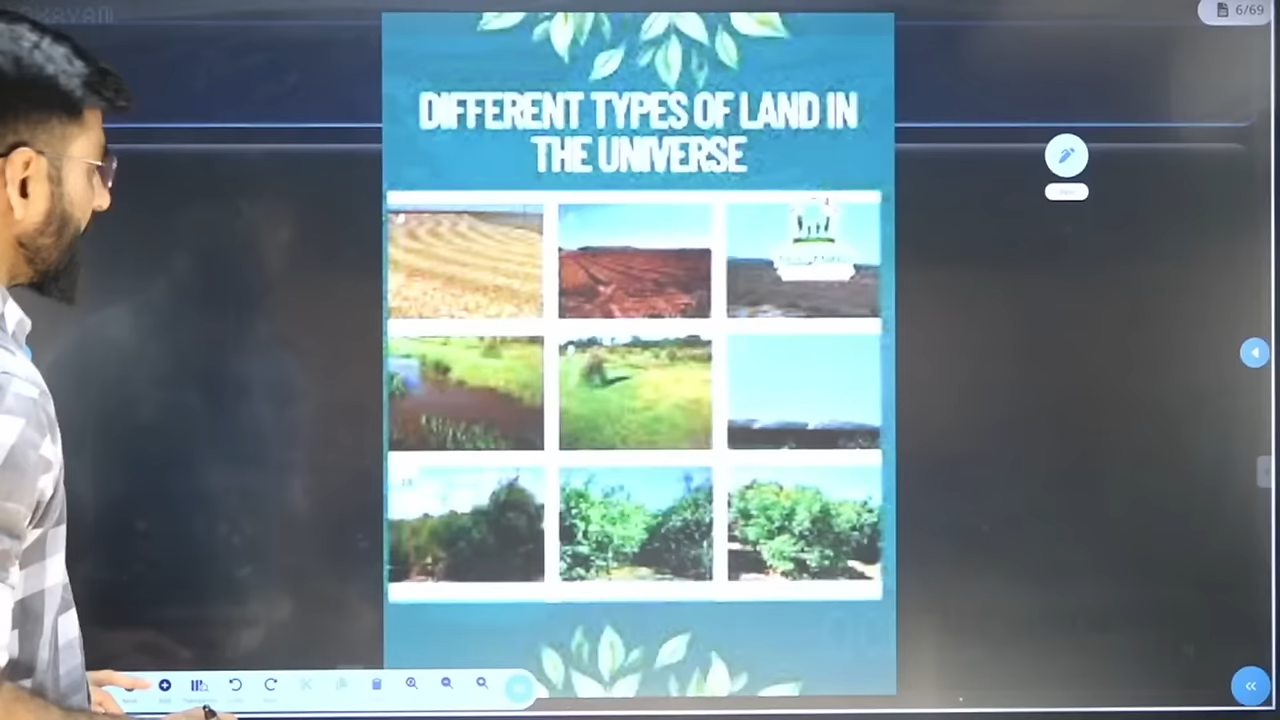 6/69
DIFFERENT TYPES OF LAND IN
THE UNIVERSE